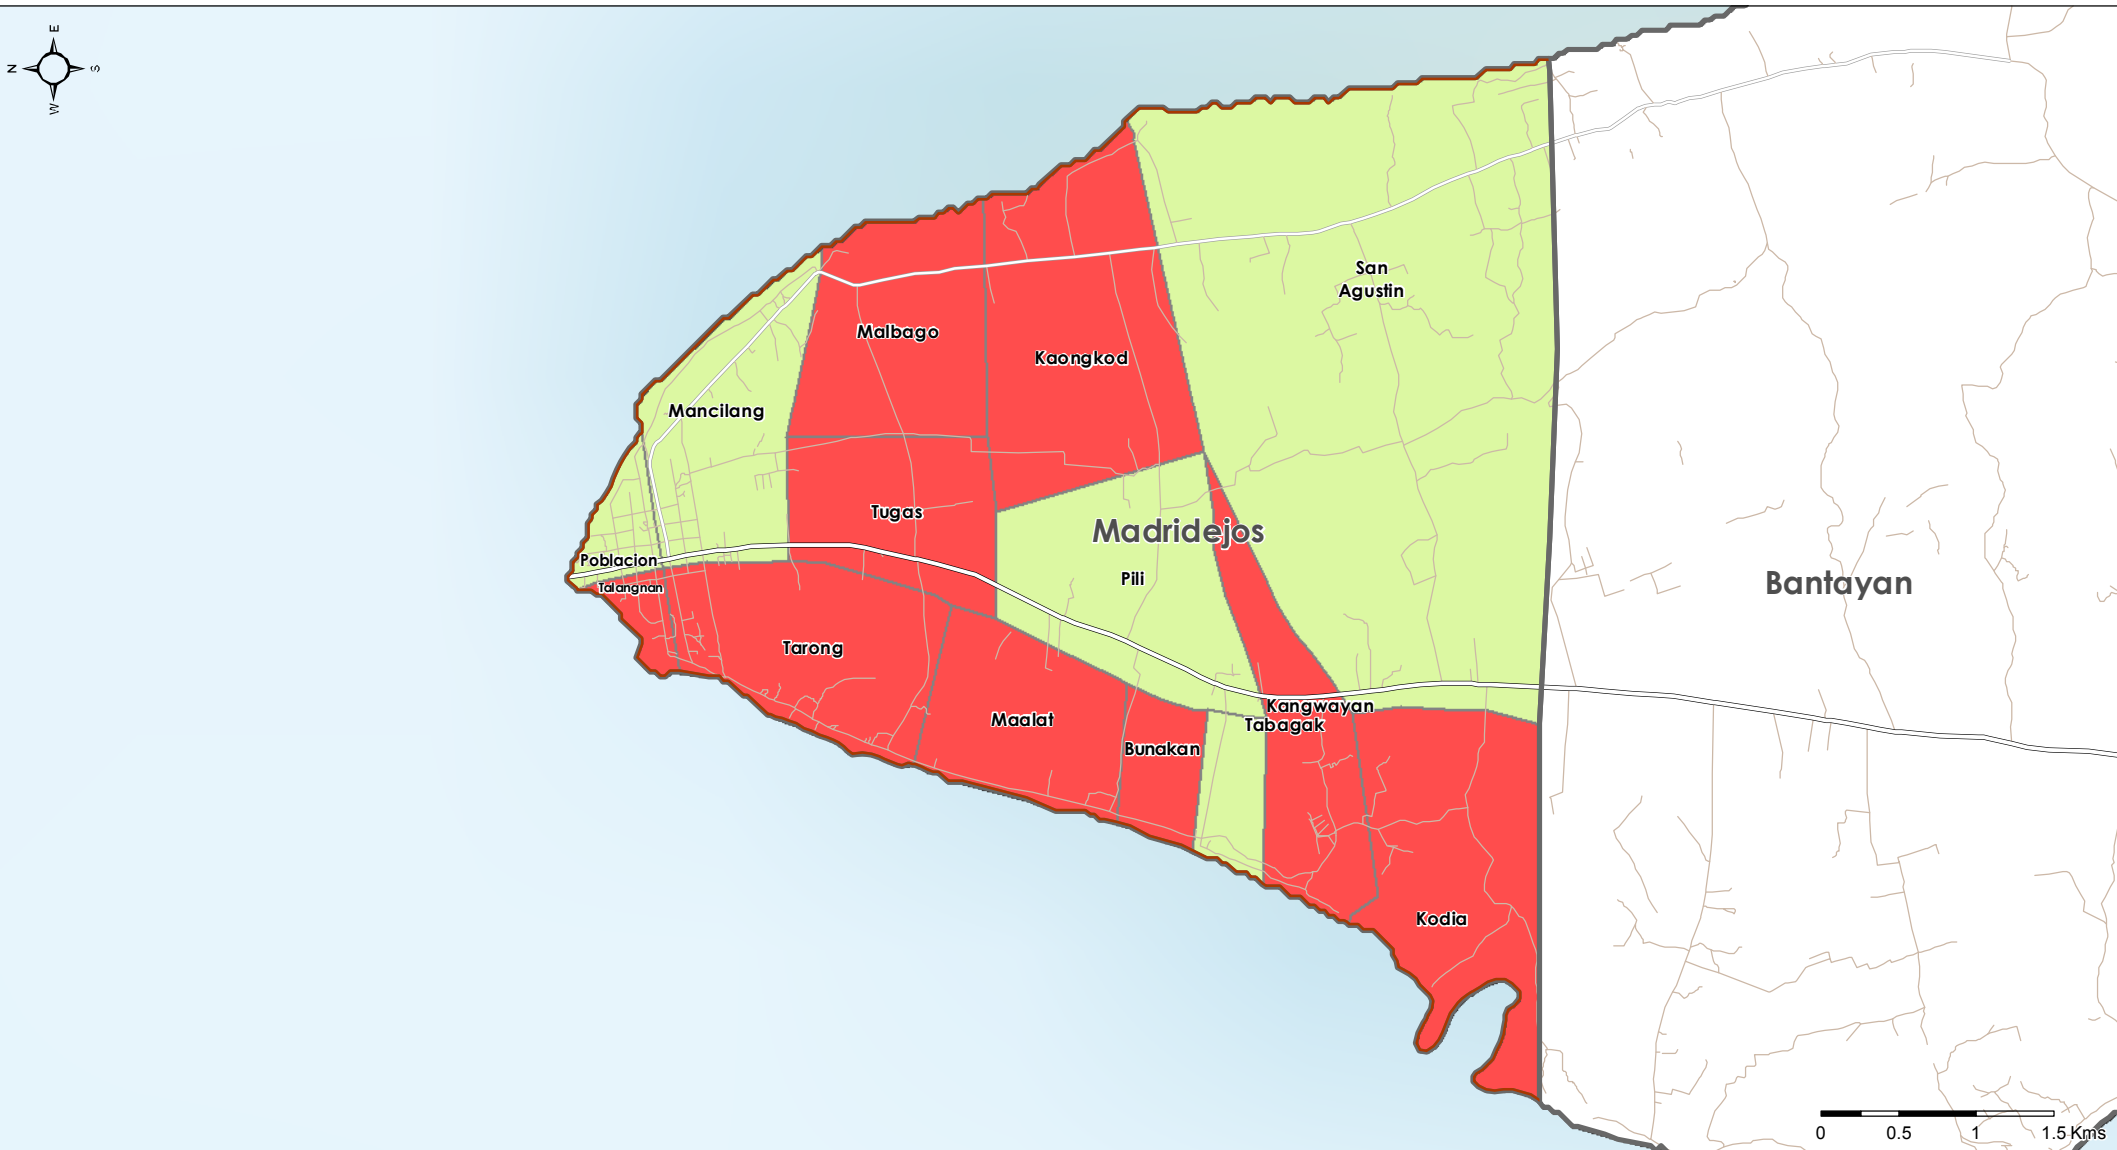 E
N
S
W
San
Agustin
Malbago
Kaongkod
Mancilang
Tugas
Madridejos
Poblacion
Pili
Talangnan
Bantayan
Tarong
Kangwayan
Maalat
Tabagak
Bunakan
Kodia
0 0.5 1 1.5 Kms